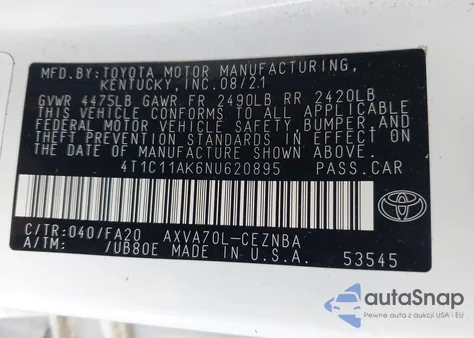 MFD.BY: TOYOTA MOTOR MANUFACTURING,
KENTUCKY, INC.08/21
GVWR 4475LB GAWR FR 2490LB RR 2420LB
THIS VEHICLE CONFORMS TO ALL APPLICABLE
FEDERAL MOTOR VEHICLE SAFETY, BUMPER AND
THEFT PREVENTION STANDARDS IN EFFECT ON
THE DATE OF MANUFACTURE SHOWN ABOVE.
4T1C11AK6NU620895 PASS.CAR
C/TR:040/FA20 AXVA70L-CEZNBA
A/TM: /UB80E MADE IN U.S.A. 53545
TOYOTA
autoSnap
Pewne auta z aukcji USA i EU